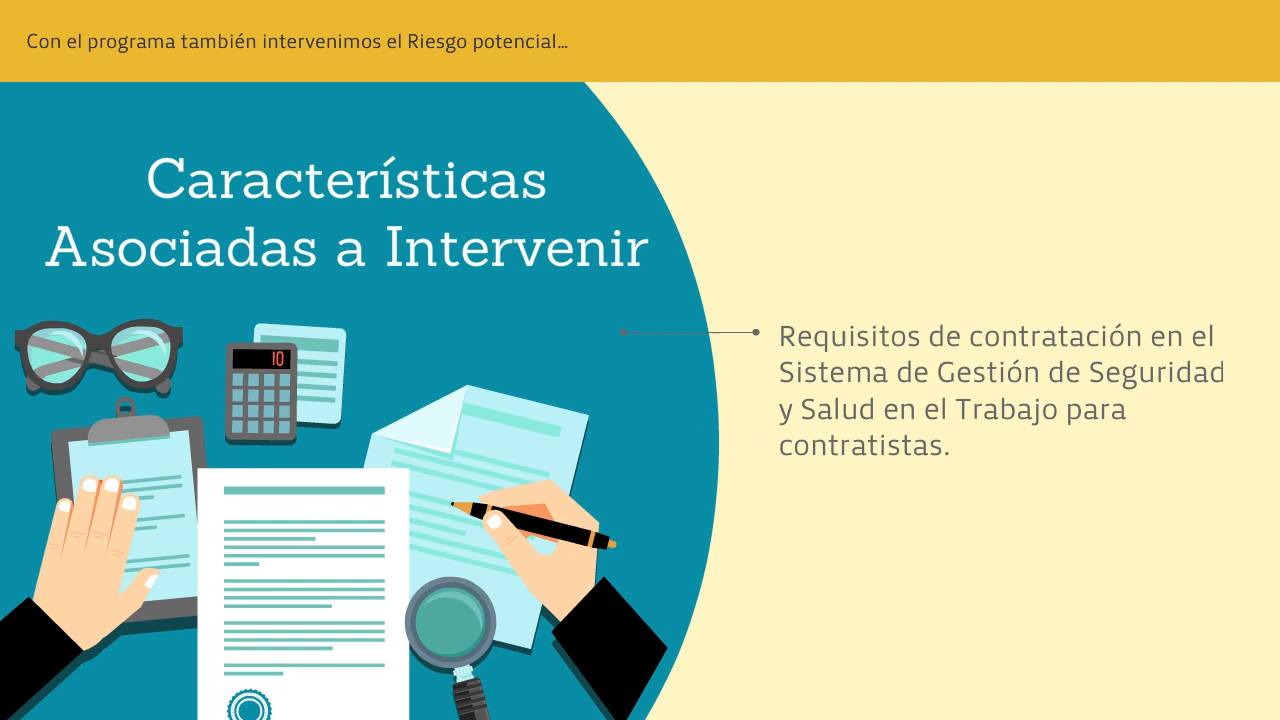 Con el programa también intervenimos el Riesgo potencial...
Características
Asociadas a Intervenir
10
Requisitos de contratación en el
Sistema de Gestión de Seguridad
y Salud en el Trabajo para
contratistas.